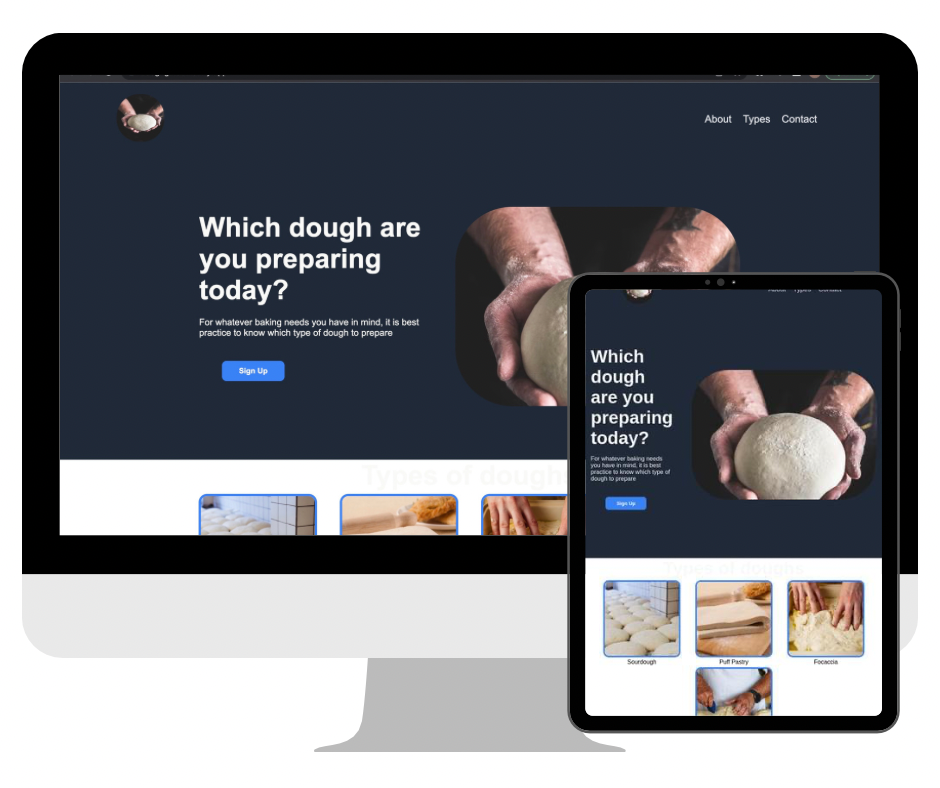 About Types Contact
Which dough are
you preparing
today?
For whatever baking needs you have in mind, it is best
practice to know which type of dough to prepare
Sign Up
Types of dough
About Types Contact
Which
dough
are you
preparing
today?
For whatever baking needs
you have in mind, it is best
practice to know which type of
dough to prepare
Sign Up
Types of doughs
Sourdough Puff Pastry Focaccia